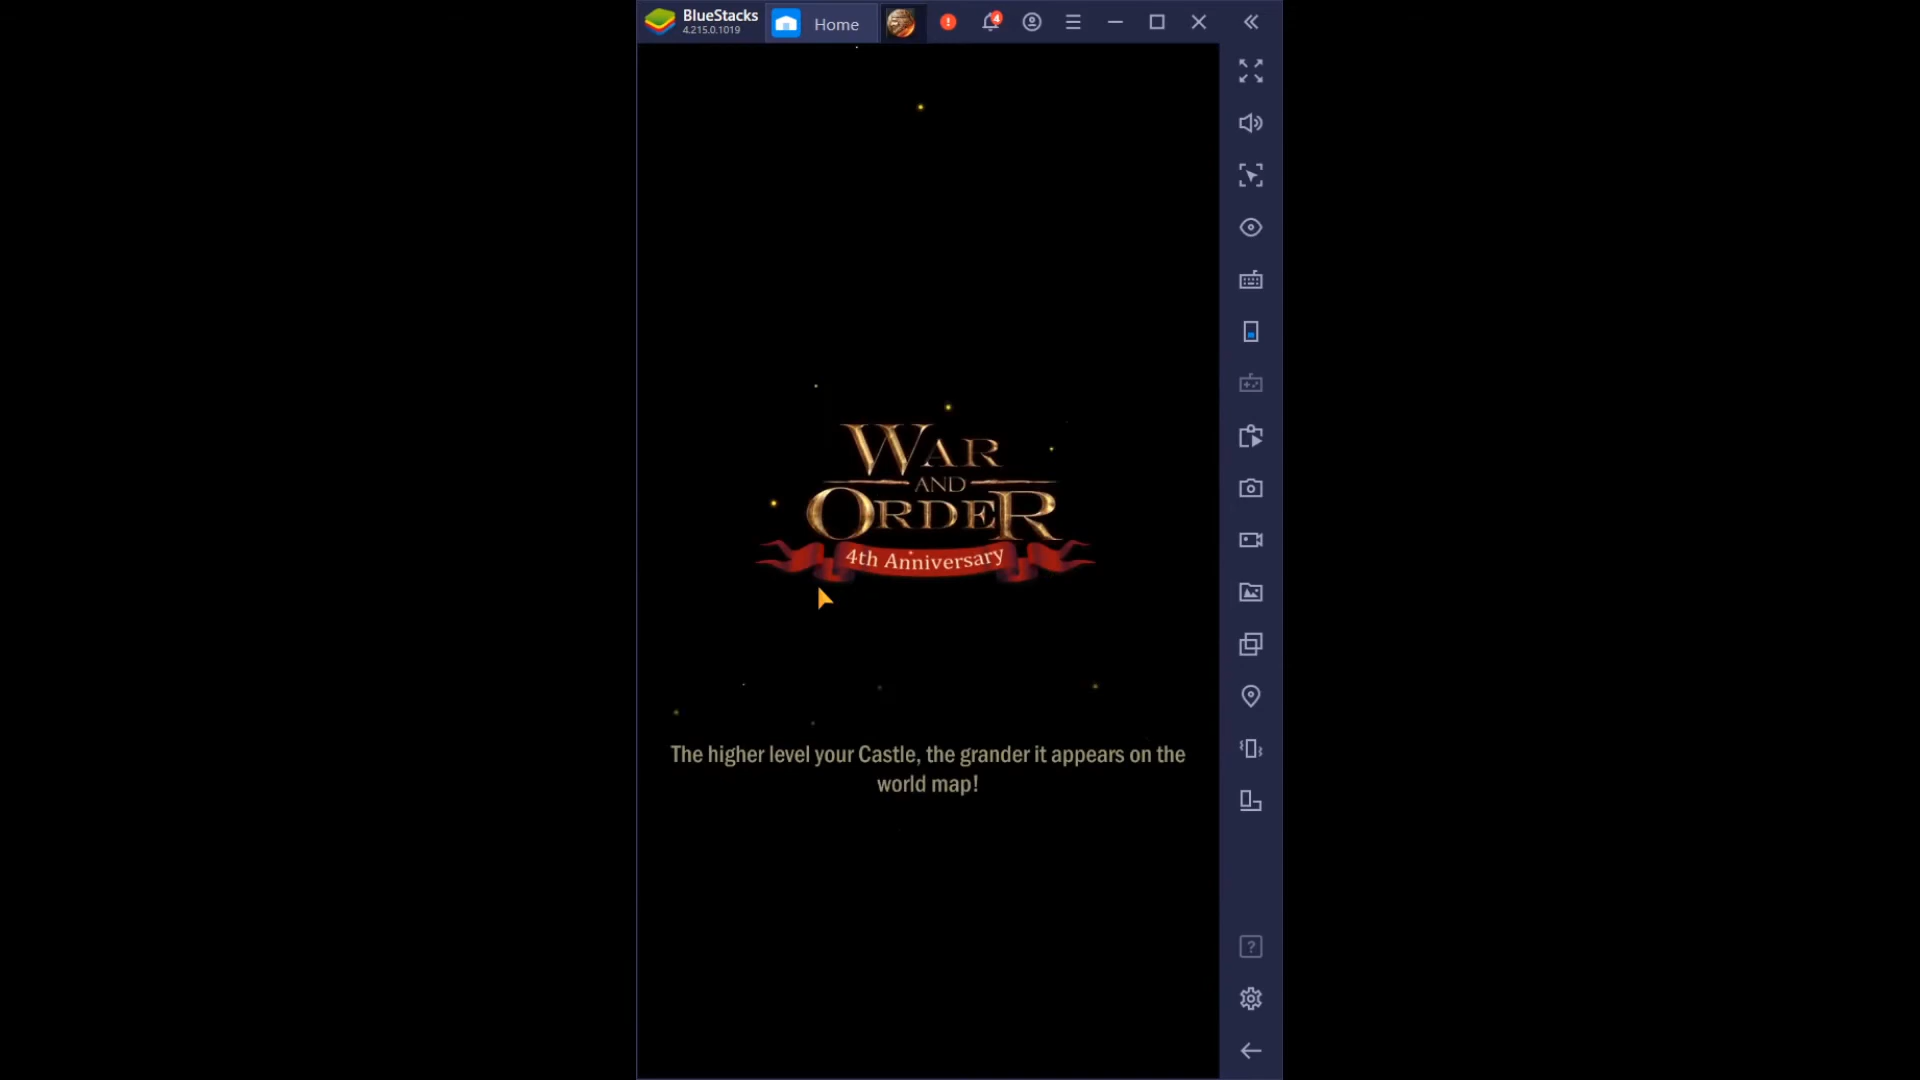 BlueStacks
4.215.0.1019
Home
4
WAR
AND
ORDER
4th Anniversary
The higher level your Castle, the grander it appears on the
world map!